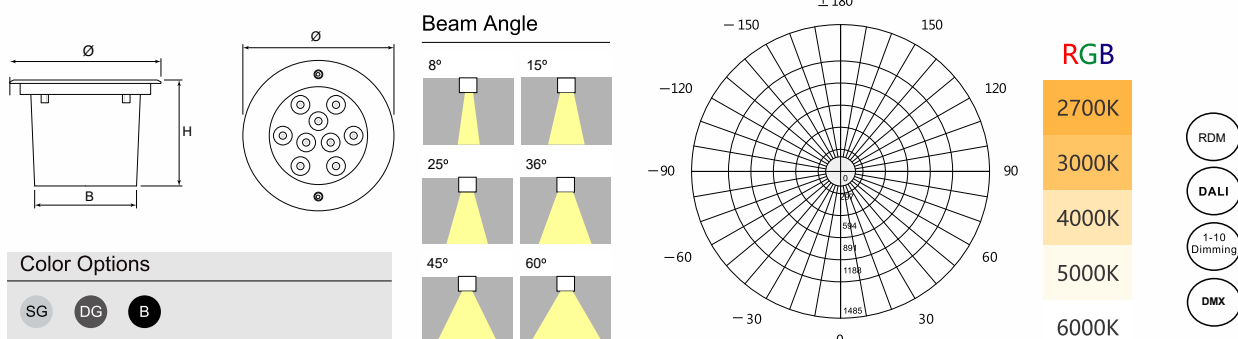 Ø
H
B
Ø
Color Options
SG
DG
B
Beam Angle
8º
15º
25º
36º
45º
60º
±180
−150
150
−120
120
−90
90
−60
60
−30
30
0
0
297
594
891
1188
1485
RGB
2700K
3000K
4000K
5000K
6000K
RDM
DALI
1-10
Dimming
DMX